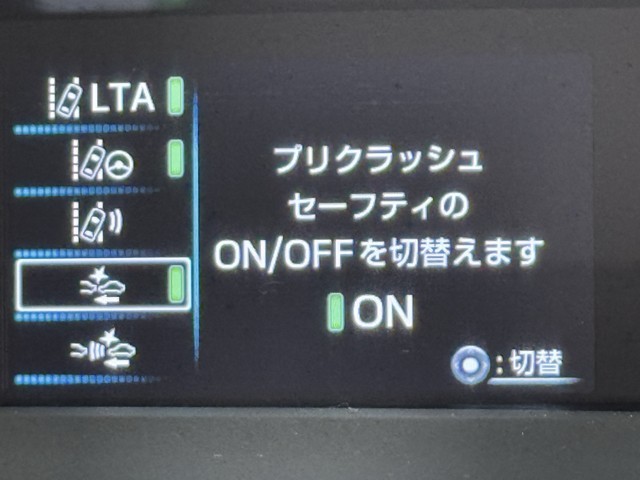 LTA
プリクラッシュ
セーフティの
ON/OFFを切替えます
ON
:切替